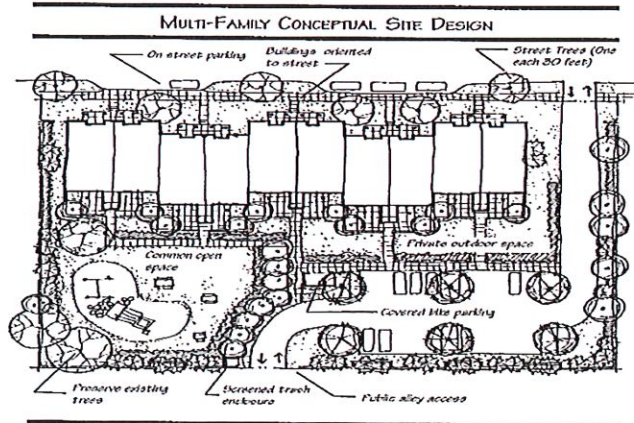 MULTI-FAMILY CONCEPTUAL SITE DESIGN
On street parking
Buildings oriented
to street
Street Trees (One
each 30 feet)
Common open
space
Private outdoor space
Covered bike parking
Preserve existing
trees
Screened trash
enclosure
Public alley access